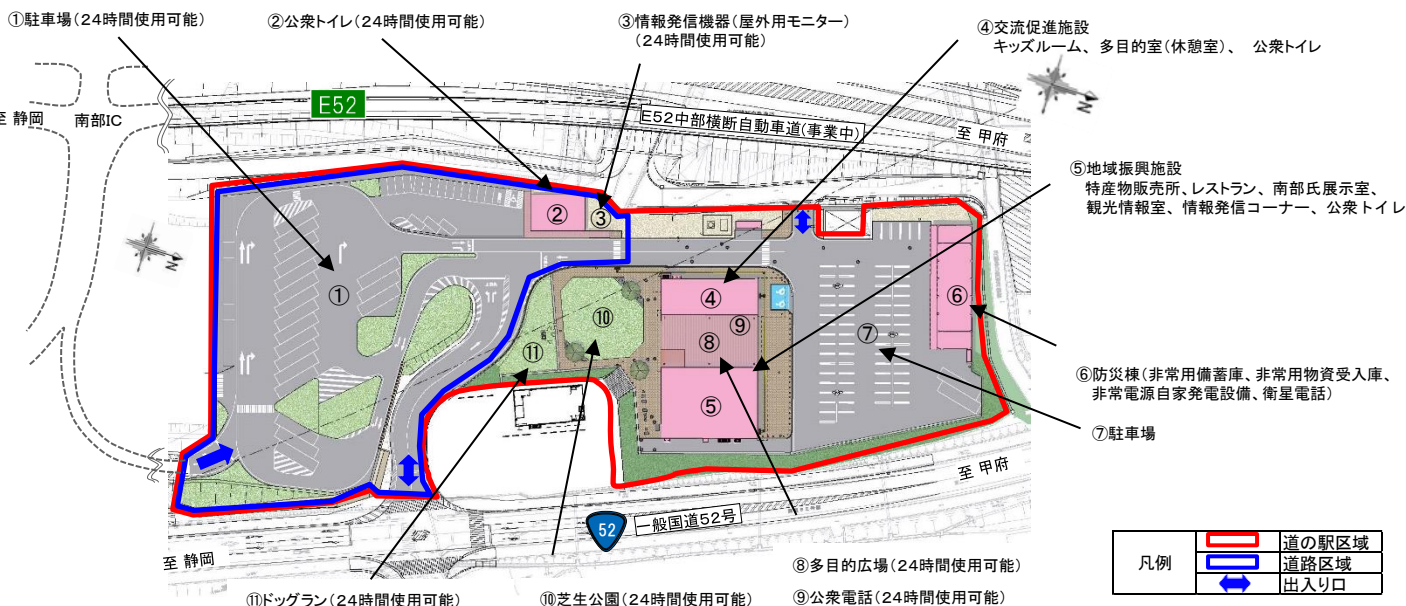 ①駐車場(24時間使用可能)
②公衆トイレ(24時間使用可能)
③情報発信機器(屋外用モニター)
(24時間使用可能)
④交流促進施設
キッズルーム、多目的室(休憩室)、 公衆トイレ
至 静岡
南部IC
E52
E52中部横断自動車道(事業中)
至 甲府
N
⑤地域振興施設
特産物販売所、レストラン、南部氏展示室、
観光情報室、情報発信コーナー、公衆トイレ
N
①
②
③
④
⑨
⑩
⑧
⑪
⑤
⑦
⑥
⑥防災棟(非常用備蓄庫、非常用物資受入庫、
非常電源自家発電設備、衛星電話)
⑦駐車場
至 甲府
52
一般国道52号
至 静岡
⑧多目的広場(24時間使用可能)
⑪ドッグラン(24時間使用可能)
⑩芝生公園(24時間使用可能)
⑨公衆電話(24時間使用可能)
凡例
道の駅区域
道路区域
出入り口